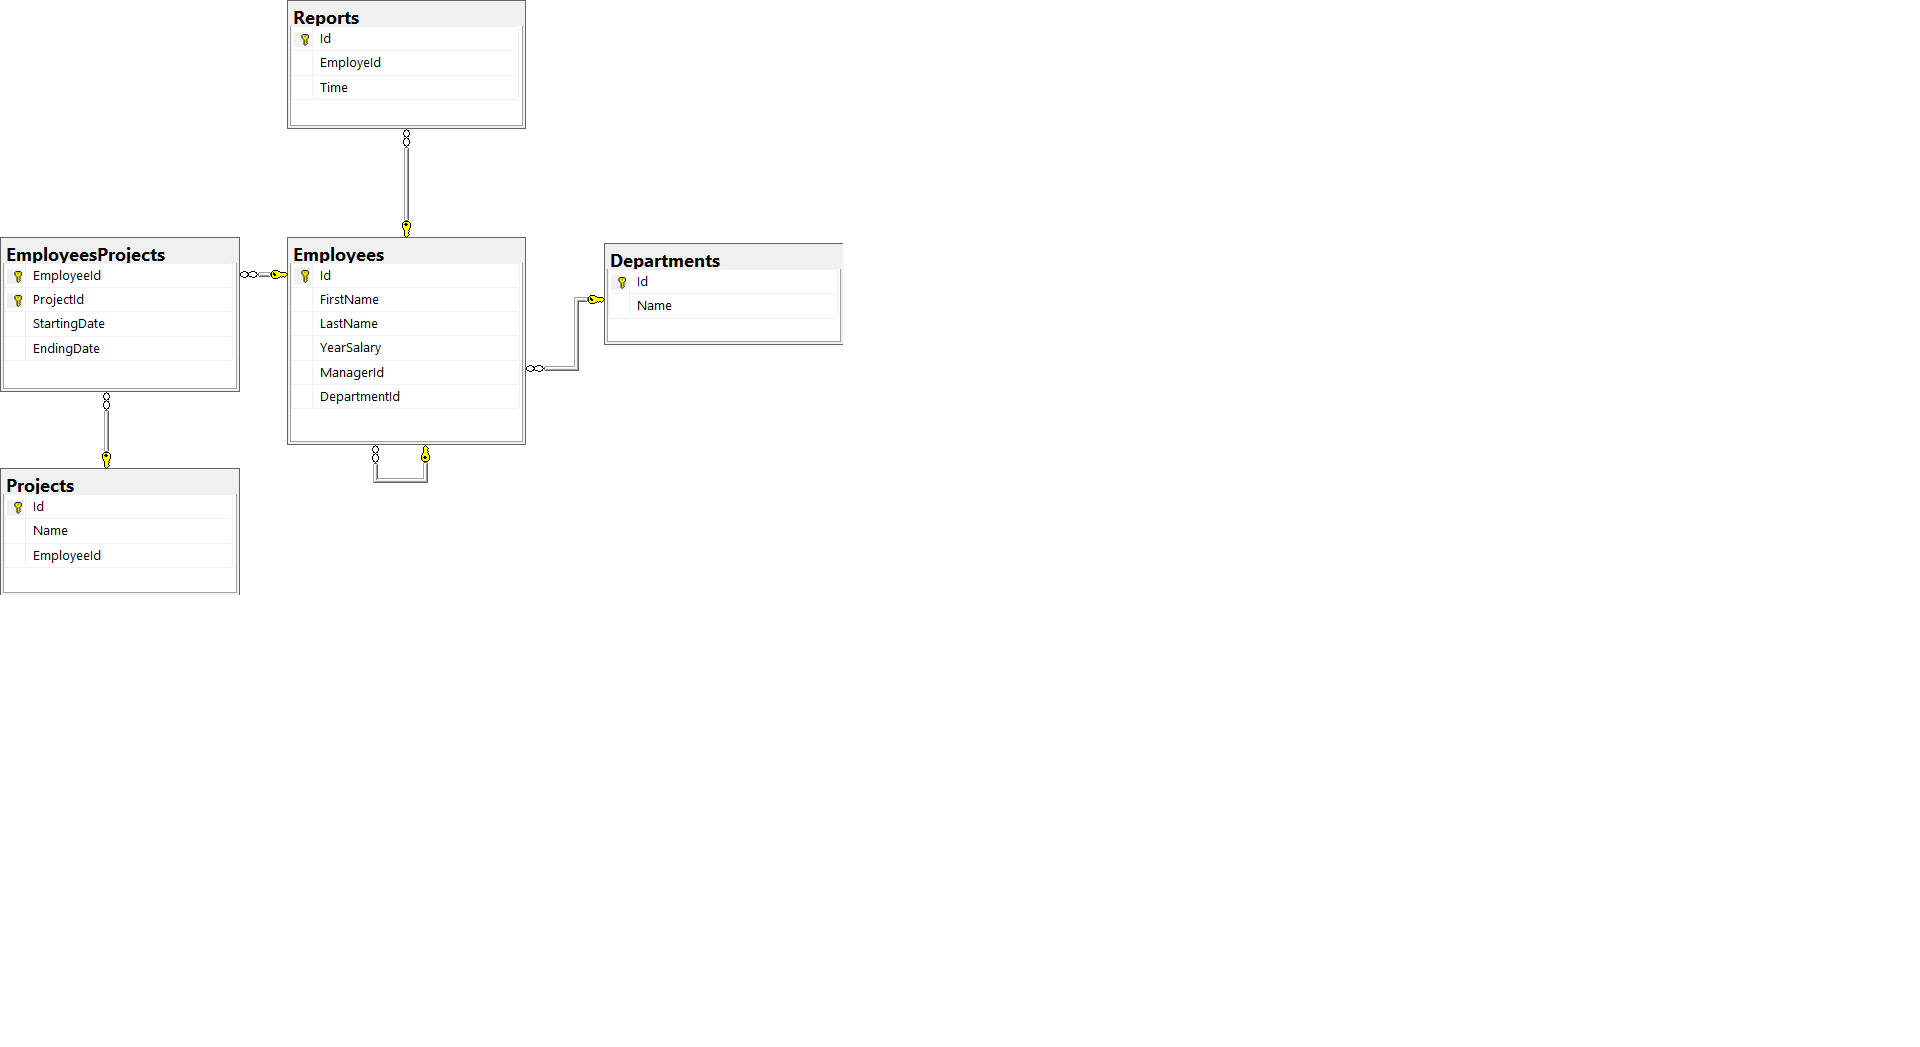 Reports
Id
EmployeId
Time
EmployeesProjects
EmployeeId
ProjectId
StartingDate
EndingDate
Employees
Id
FirstName
LastName
YearSalary
ManagerId
DepartmentId
Departments
Id
Name
Projects
Id
Name
EmployeeId